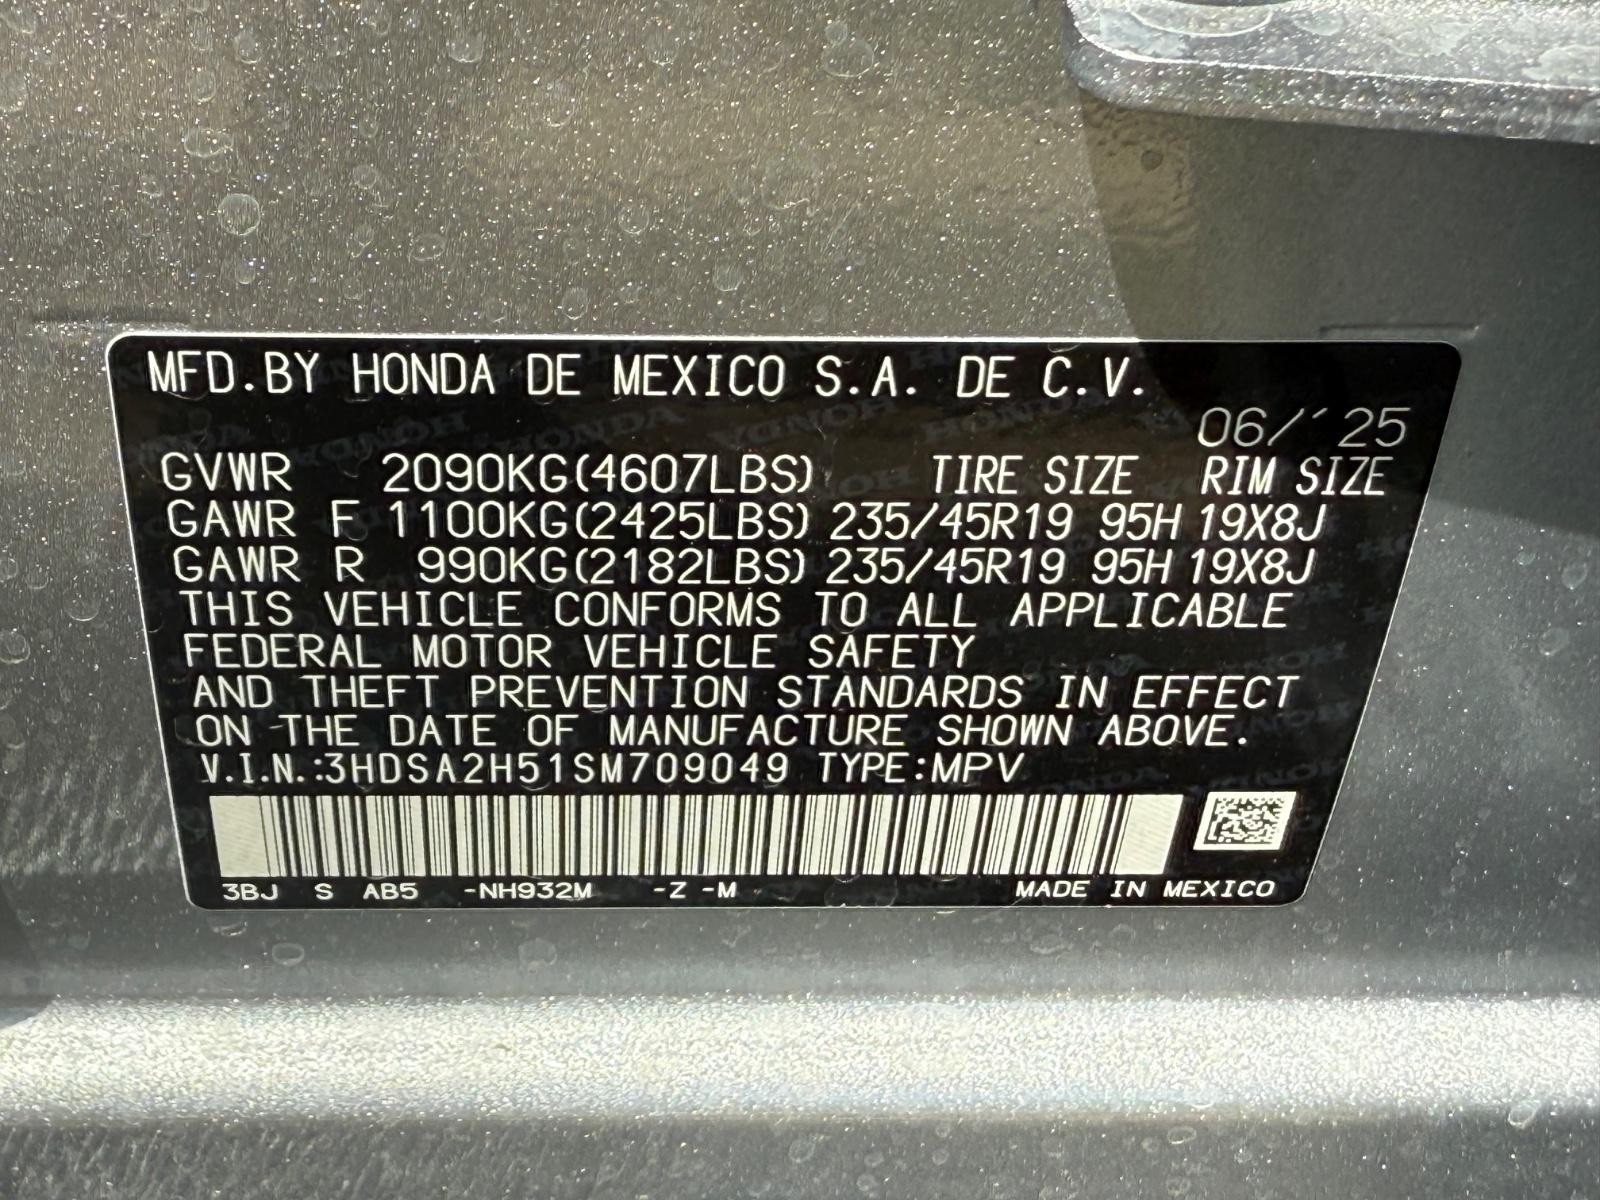 MFD.BY HONDA DE MEXICO S.A. DE C.V.
06/´25
GVWR 2090KG(4607LBS) TIRE SIZE RIM SIZE
GAWR F 1100KG(2425LBS) 235/45R19 95H 19X8J
GAWR R 990KG(2182LBS) 235/45R19 95H 19X8J
THIS VEHICLE CONFORMS TO ALL APPLICABLE
FEDERAL MOTOR VEHICLE SAFETY
AND THEFT PREVENTION STANDARDS IN EFFECT
ON THE DATE OF MANUFACTURE SHOWN ABOVE.
V.I.N.:3HDSA2H51SM709049 TYPE:MPV
3BJ S AB5 -NH932M -Z -M MADE IN MEXICO